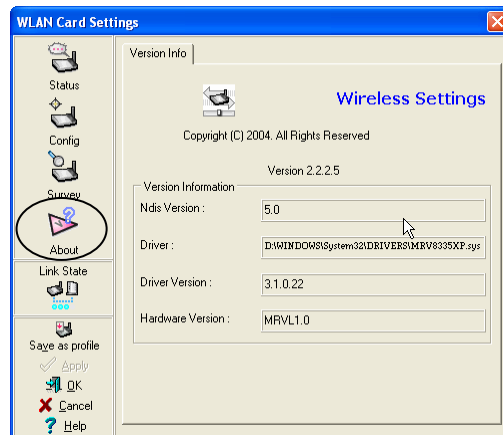 WLAN Card Settings
Status
Config
Survey
About
Link State
Save as profile
Apply
OK
Cancel
Help
Version Info
Wireless Settings
Copyright (C) 2004. All Rights Reserved
Version 2.2.2.5
Version Information
Ndis Version : 5.0
Driver : D:\WINDOWS\System32\DRIVERS\MRV8335XP.sys
Driver Version : 3.1.0.22
Hardware Version : MRVL1.0